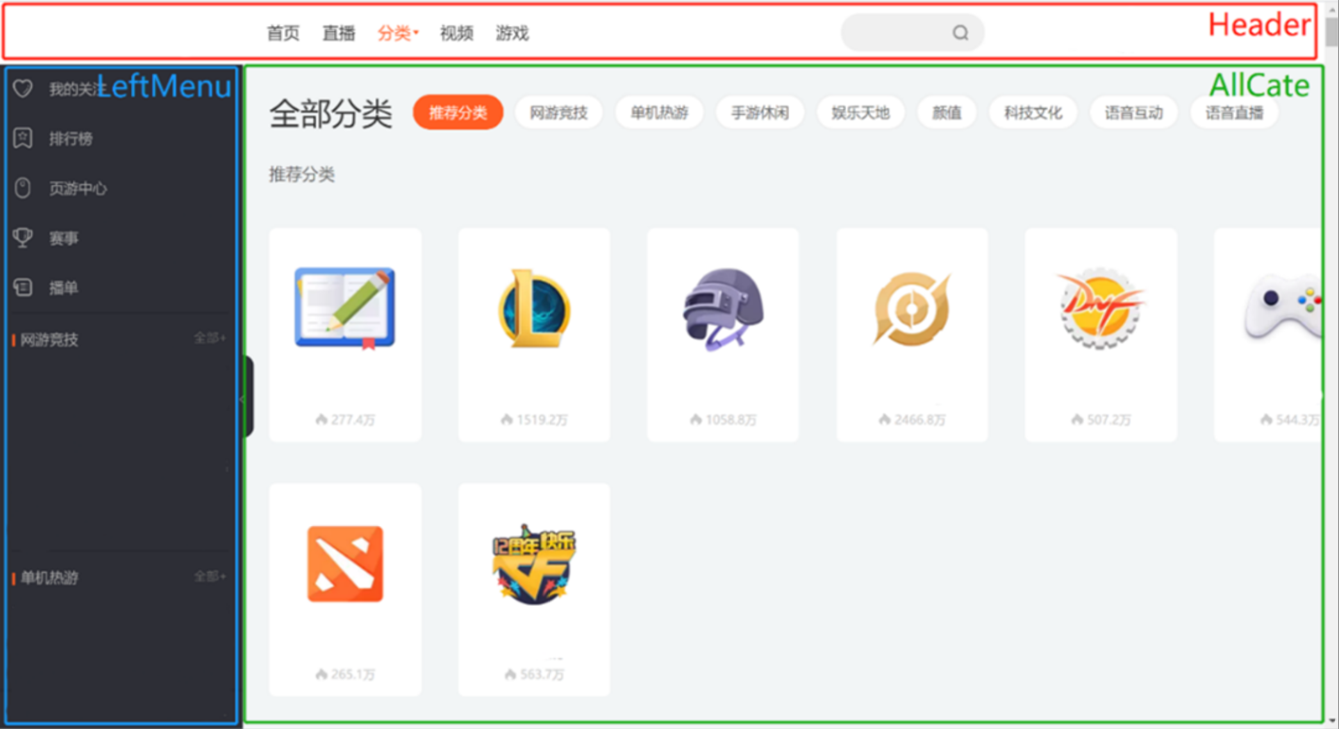 首页 直播 分类 视频 游戏
Header
我的关注
LeftMenu
排行榜
页游中心
赛事
播单
网游竞技 全部+
单机热游 全部+
AllCate
全部分类 推荐分类 网游竞技 单机热游 手游休闲 娱乐天地 颜值 科技文化 语音互动 语音直播
推荐分类
277.4万 1519.2万 1058.8万 2466.8万 507.2万 544.3万
DNF
12周年快乐
CF
265.1万 563.7万